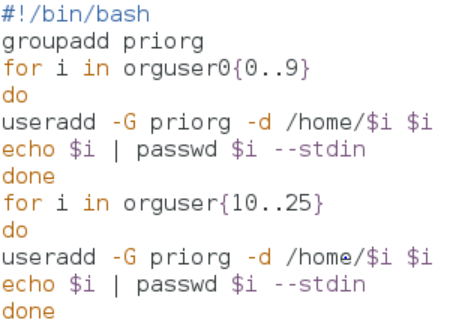 #!/bin/bash
groupadd priorg
for i in orguser0{0..9}
do
useradd -G priorg -d /home/$i $i
echo $i | passwd $i --stdin
done
for i in orguser{10..25}
do
useradd -G priorg -d /home/$i $i
echo $i | passwd $i --stdin
done